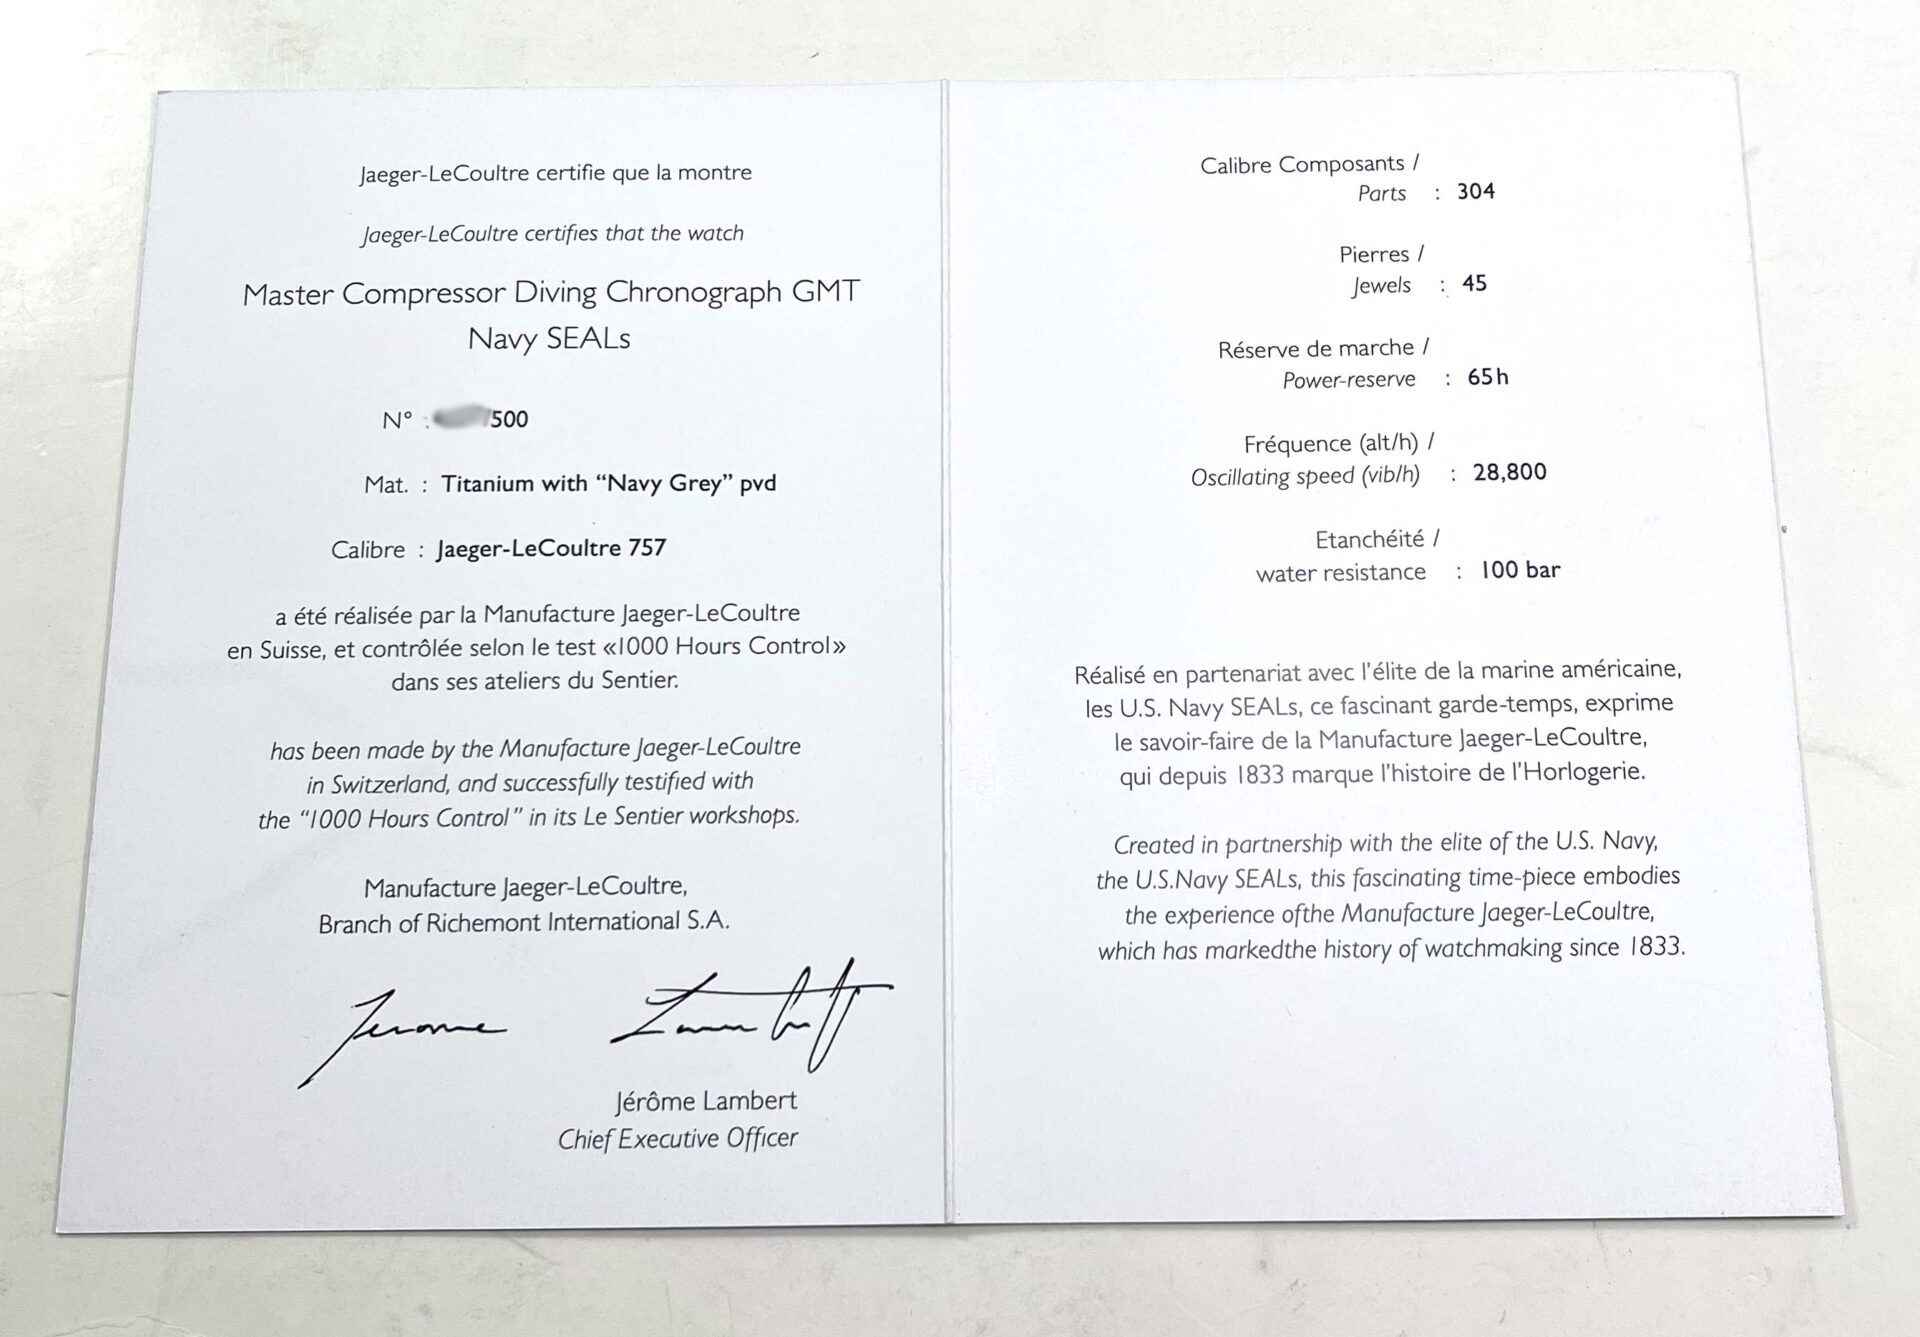 Jaeger-LeCoultre certifie que la montre
Jaeger-LeCoultre certifies that the watch
Master Compressor Diving Chronograph GMT
Navy SEALs
N° : 500
Mat. : Titanium with “Navy Grey” pvd
Calibre : Jaeger-LeCoultre 757
a été réalisée par la Manufacture Jaeger-LeCoultre
en Suisse, et contrôlée selon le test «1000 Hours Control»
dans ses ateliers du Sentier.
has been made by the Manufacture Jaeger-LeCoultre
in Switzerland, and successfully testified with
the “1000 Hours Control” in its Le Sentier workshops.
Manufacture Jaeger-LeCoultre,
Branch of Richemont International S.A.
Jerome Lambert
Jérôme Lambert
Chief Executive Officer
Calibre Composants /
Parts : 304
Pierres /
Jewels : 45
Réserve de marche /
Power-reserve : 65h
Fréquence (alt/h) /
Oscillating speed (vib/h) : 28,800
Etanchéité /
water resistance : 100 bar
Réalisé en partenariat avec l'élite de la marine américaine,
les U.S. Navy SEALs, ce fascinant garde-temps, exprime
le savoir-faire de la Manufacture Jaeger-LeCoultre,
qui depuis 1833 marque l'histoire de l'Horlogerie.
Created in partnership with the elite of the U.S. Navy,
the U.S.Navy SEALs, this fascinating time-piece embodies
the experience ofthe Manufacture Jaeger-LeCoultre,
which has markedthe history of watchmaking since 1833.